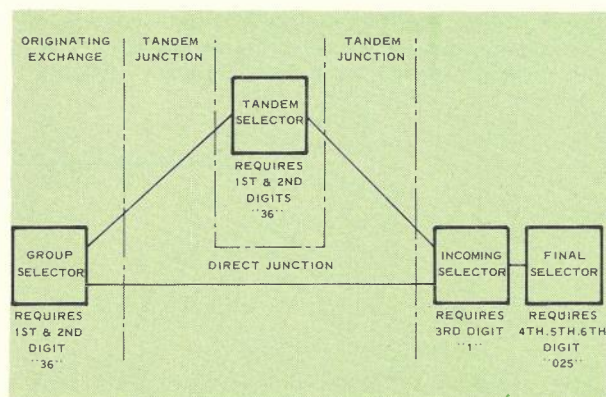 ORIGINATING
EXCHANGE
TANDEM
JUNCTION
TANDEM
JUNCTION
TANDEM
SELECTOR
REQUIRES
1ST & 2ND
DIGITS
"36"
DIRECT JUNCTION
GROUP
SELECTOR
REQUIRES
1ST & 2ND
DIGIT
"36"
INCOMING
SELECTOR
REQUIRES
3RD DIGIT
"1"
FINAL
SELECTOR
REQUIRES
4TH.5TH.6TH
DIGIT
"025"